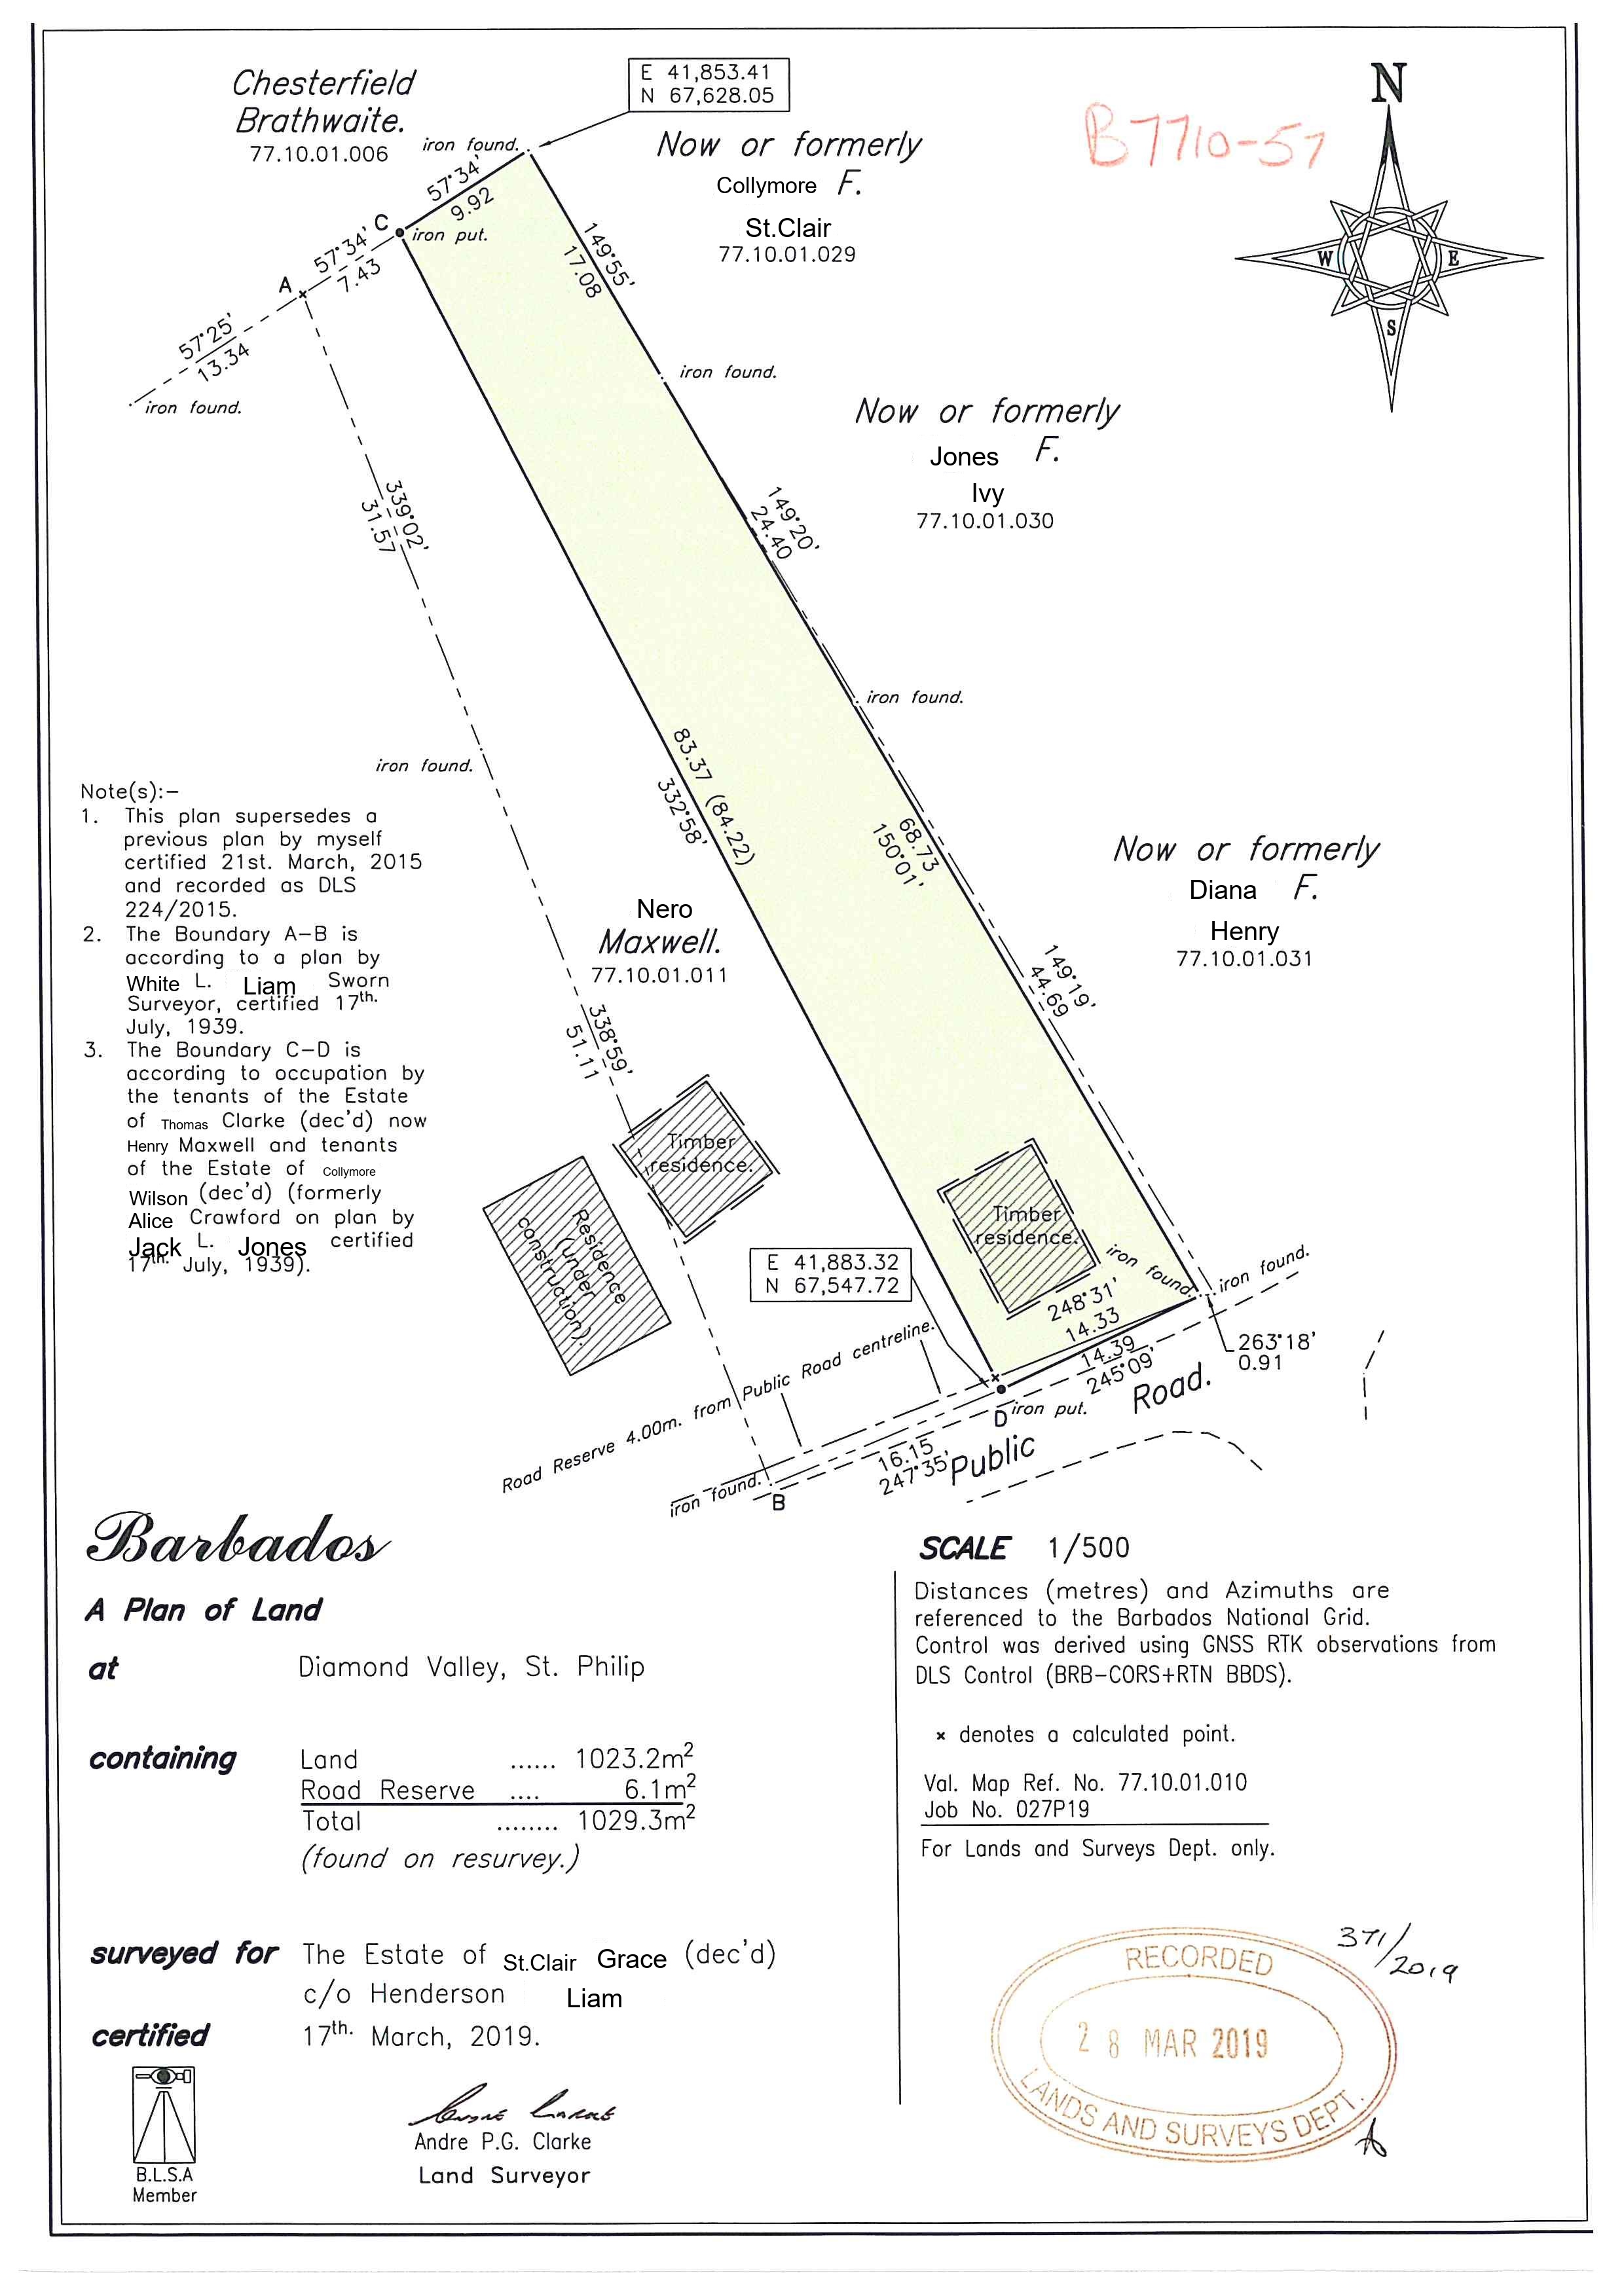 Chesterfield
Brathwaite.
77.10.01.006
E 41,853.41
N 67,628.05
iron found.
Now or formerly
Collymore F.
St.Clair
77.10.01.029
B7710-57
N
W
E
S
57°34'
9.92
C
iron put.
57°34'
7.43
A
57°25'
13.34
iron found.
149°55'
17.08
iron found.
Now or formerly
Jones F.
Ivy
77.10.01.030
339°02'
31.57
149°20'
24.40
iron found.
iron found.
83.37 (84.22)
332°58'
68.73
150°01'
Now or formerly
Diana F.
Henry
77.10.01.031
149°19'
44.69
Nero
Maxwell.
77.10.01.011
338°59'
51.11
Note(s):-
1. This plan supersedes a
previous plan by myself
certified 21st. March, 2015
and recorded as DLS
224/2015.
2. The Boundary A-B is
according to a plan by
White L. Liam Sworn
Surveyor, certified 17th.
July, 1939.
3. The Boundary C-D is
according to occupation by
the tenants of the Estate
of Thomas Clarke (dec'd) now
Henry Maxwell and tenants
of the Estate of Collymore
Wilson (dec'd) (formerly
Alice Crawford on plan by
Jack L. Jones certified
17th. July, 1939).
Timber
residence.
Residence
(under
construction).
Timber
residence.
E 41,883.32
N 67,547.72
iron found.
iron found.
248°31'
14.33
14.39
245°09'
263°18'
0.91
Road Reserve 4.00m. from Public Road centreline.
D
iron put.
Public Road.
16.15
247°35'
iron found.
B
Barbados
A Plan of Land
at Diamond Valley, St. Philip
containing Land ...... 1023.2m²
Road Reserve .... 6.1m²
Total ........ 1029.3m²
(found on resurvey.)
surveyed for The Estate of St.Clair Grace (dec'd)
c/o Henderson Liam
certified 17th. March, 2019.
B.L.S.A
Member
Andre P.G. Clarke
Land Surveyor
SCALE 1/500
Distances (metres) and Azimuths are
referenced to the Barbados National Grid.
Control was derived using GNSS RTK observations from
DLS Control (BRB-CORS+RTN BBDS).
× denotes a calculated point.
Val. Map Ref. No. 77.10.01.010
Job No. 027P19
For Lands and Surveys Dept. only.
371/2019
RECORDED
28 MAR 2019
LANDS AND SURVEYS DEPT.